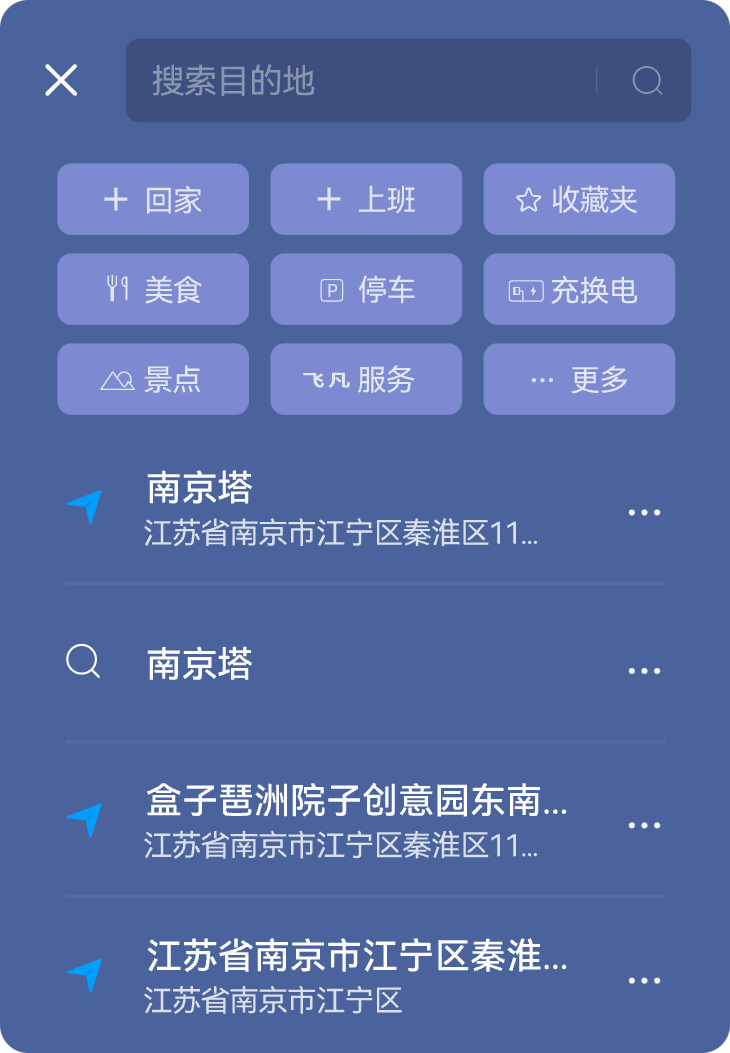 搜索目的地
回家
上班
收藏夹
美食
P 停车
充换电
景点
飞凡服务
更多
南京塔
江苏省南京市江宁区秦淮区11...
南京塔
盒子琶洲院子创意园东南...
江苏省南京市江宁区秦淮区11...
江苏省南京市江宁区秦淮...
江苏省南京市江宁区